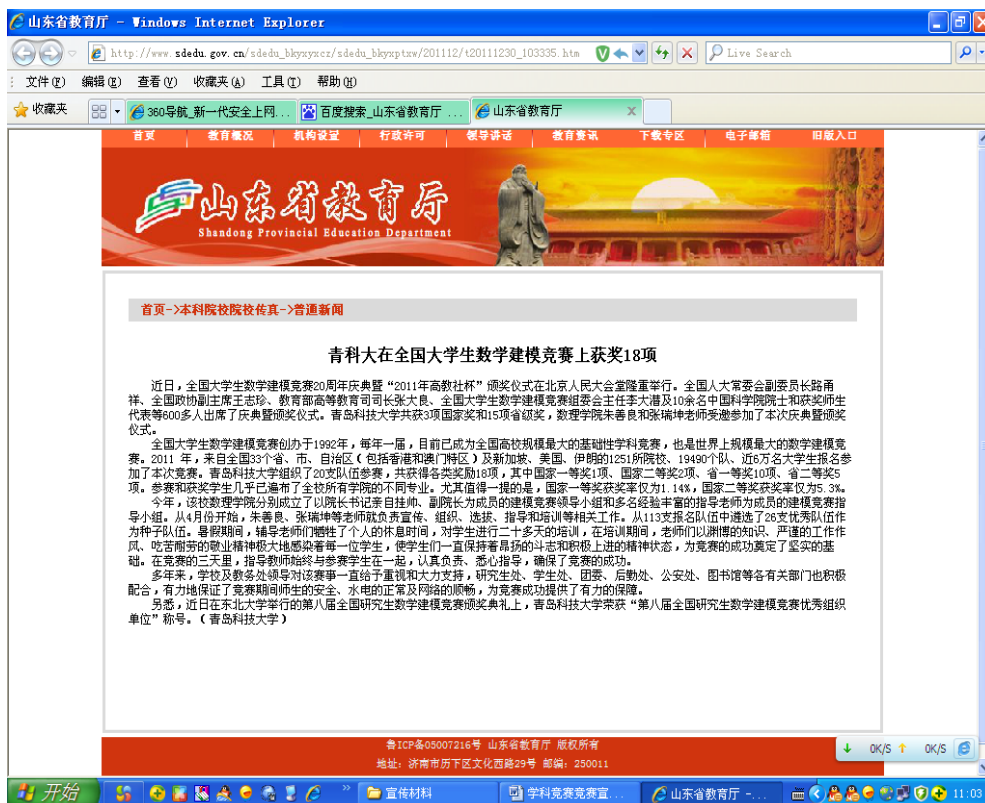 山东省教育厅 - Windows Internet Explorer
http://www.sdedu.gov.cn/sdedu_bkyxyxcz/sdedu_bkyxptxw/201112/t20111230_103335.htm
Live Search
文件(F) 编辑(E) 查看(V) 收藏夹(A) 工具(T) 帮助(H)
收藏夹 360导航_新一代安全上网... 百度搜索_山东省教育厅 ... 山东省教育厅 x
首页 教育概况 机构设置 行政许可 领导讲话 教育资讯 下载专区 电子邮箱 旧版入口
山东省教育厅
Shandong Provincial Education Department
首页->本科院校院校传真->普通新闻
青科大在全国大学生数学建模竞赛上获奖18项
近日，全国大学生数学建模竞赛20周年庆典暨“2011年高教社杯”颁奖仪式在北京人民大会堂隆重举行。全国人大常委会副委员长路甬
祥、全国政协副主席王志珍、教育部高等教育司司长张大良、全国大学生数学建模竞赛组委会主任李大潜及10余名中国科学院院士和获奖师生
代表等600多人出席了庆典暨颁奖仪式。青岛科技大学共获3项国家奖和15项省级奖，数理学院朱善良和张瑞坤老师受邀参加了本次庆典暨颁奖
仪式。
全国大学生数学建模竞赛创办于1992年，每年一届，目前已成为全国高校规模最大的基础性学科竞赛，也是世界上规模最大的数学建模竞
赛。2011 年，来自全国33个省、市、自治区（包括香港和澳门特区）及新加坡、美国、伊朗的1251所院校、19490个队、近6万名大学生报名参
加了本次竞赛。青岛科技大学组织了20支队伍参赛，共获得各类奖励18项，其中国家一等奖1项、国家二等奖2项、省一等奖10项、省二等奖5
项。参赛和获奖学生几乎已遍布了全校所有学院的不同专业。尤其值得一提的是，国家一等奖获奖率仅为1.14%，国家二等奖获奖率仅为5.3%。
今年，该校数理学院分别成立了以院长书记亲自挂帅、副院长为成员的数学建模竞赛领导小组和多名经验丰富的指导老师为成员的数学建模竞赛指
导小组。从4月份开始，朱善良、张瑞坤等老师就负责宣传、组织、选拔、指导和培训等相关工作。从113支报名队伍中遴选了26支优秀队伍作
为种子队伍。暑假期间，辅导老师们牺牲了个人的休息时间，对学生进行二十多天的培训，在培训期间，老师们以渊博的知识、严谨的工作作
风、吃苦耐劳的敬业精神极大地感染着每一位学生，使学生们一直保持着昂扬的斗志和积极上进的精神状态，为竞赛的成功奠定了坚实的基
础。在竞赛的三天里，指导教师始终与参赛学生在一起，认真负责、悉心指导，确保了竞赛的成功。
多年来，学校及教务处领导对该赛事一直给予重视和大力支持，研究生处、学生处、团委、后勤处、公安处、图书馆等各有关部门也积极
配合，有力地保证了竞赛期间师生的安全、水电的正常及网络的顺畅，为竞赛成功提供了有力的保障。
另悉，近日在东北大学举行的第八届全国研究生数学建模竞赛颁奖典礼上，青岛科技大学荣获“第八届全国研究生数学建模竞赛优秀组织
单位”称号。(青岛科技大学)
鲁ICP备05007216号 山东省教育厅 版权所有
地址：济南市历下区文化西路29号 邮编：250011
0K/S 0K/S
开始 宣传材料 学科竞赛竞赛宣... 山东省教育厅 -... 11:03